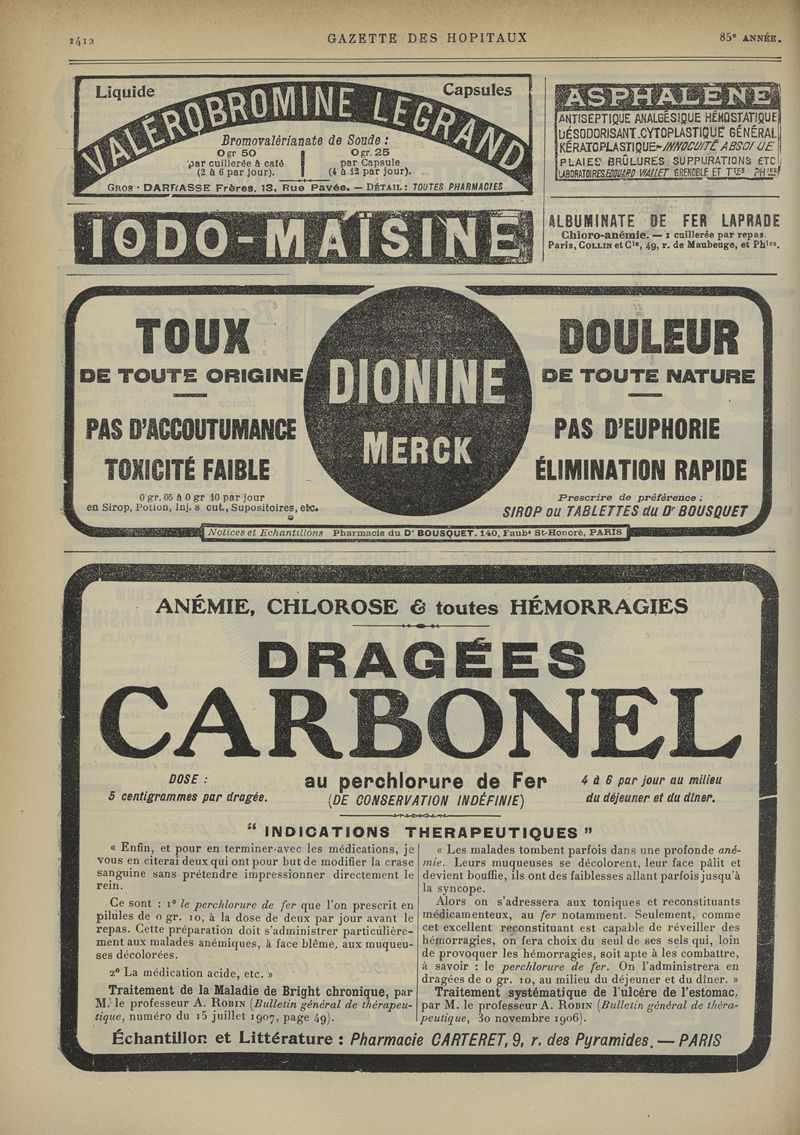 1412
GAZETTE DES HOPITAUX
85e ANNÉE.
Liquide
Capsules
VALÉROBROMINE LEGRAND
Bromovalérianate de Soude :
0 gr 50
par cuillerée à café
(2 à 6 par jour).
0 gr. 25
par Capsule
(4 à 12 par jour).
GROS - DARRASSE Frères, 13, Rue Pavée. — DÉTAIL : TOUTES PHARMACIES
ASPHALÈNE
ANTISEPTIQUE ANALGÉSIQUE HÉMOSTATIQUE
DÉSODORISANT.CYTOPLASTIQUE GÉNÉRAL
KÉRATOPLASTIQUE- INNOCUITÉ ABSOLUE
PLAIES BRÛLURES SUPPURATIONS ETC
LABORATOIRES EDOUARD VIALLET GRENOBLE ET TTES PHIES
IODO-MAÏSINE
ALBUMINATE DE FER LAPRADE
Chloro-anémie. — 1 cuillerée par repas.
Paris, COLLIN et Cie, 49, r. de Maubeuge, et Phies.
TOUX
DE TOUTE ORIGINE
PAS D'ACCOUTUMANCE
TOXICITÉ FAIBLE
0 gr. 05 à 0 gr 10 par jour
en Sirop, Potion, Inj. s cut., Supositoires, etc.
DIONINE
MERCK
DOULEUR
DE TOUTE NATURE
PAS D'EUPHORIE
ÉLIMINATION RAPIDE
Prescrire de préférence :
SIROP ou TABLETTES du Dr BOUSQUET
Notices et Echantillons Pharmacie du Dr BOUSQUET, 140, Faubg St-Honoré, PARIS
ANÉMIE, CHLOROSE & toutes HÉMORRAGIES
DRAGÉES
CARBONEL
DOSE :
5 centigrammes par dragée.
au perchlorure de Fer
(DE CONSERVATION INDÉFINIE)
4 à 6 par jour au milieu
du déjeuner et du dîner.
" INDICATIONS THERAPEUTIQUES "
« Enfin, et pour en terminer avec les médications, je
vous en citerai deux qui ont pour but de modifier la crase
sanguine sans prétendre impressionner directement le
rein.
Ce sont : 1o le perchlorure de fer que l'on prescrit en
pilules de 0 gr. 10, à la dose de deux par jour avant le
repas. Cette préparation doit s'administrer particulière-
ment aux malades anémiques, à face blême, aux muqueu-
ses décolorées.
2o La médication acide, etc. »
Traitement de la Maladie de Bright chronique, par
M. le professeur A. ROBIN (Bulletin général de thérapeu-
tique, numéro du 15 juillet 1907, page 49).
« Les malades tombent parfois dans une profonde ané-
mie. Leurs muqueuses se décolorent, leur face pâlit et
devient bouffie, ils ont des faiblesses allant parfois jusqu'à
la syncope.
Alors on s'adressera aux toniques et reconstituants
médicamenteux, au fer notamment. Seulement, comme
cet excellent reconstituant est capable de réveiller des
hémorragies, on fera choix du seul de ses sels qui, loin
de provoquer les hémorragies, soit apte à les combattre,
à savoir : le perchlorure de fer. On l'administrera en
dragées de 0 gr. 10, au milieu du déjeuner et du dîner. »
Traitement systématique de l'ulcère de l'estomac,
par M. le professeur A. ROBIN (Bulletin général de théra-
peutique, 30 novembre 1906).
Échantillon et Littérature : Pharmacie CARTERET, 9, r. des Pyramides. — PARIS